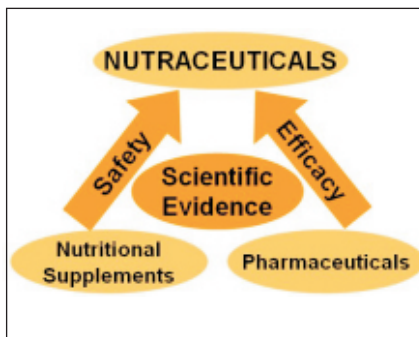 NUTRACEUTICALS
Safety
Efficacy
Scientific
Evidence
Nutritional
Supplements
Pharmaceuticals